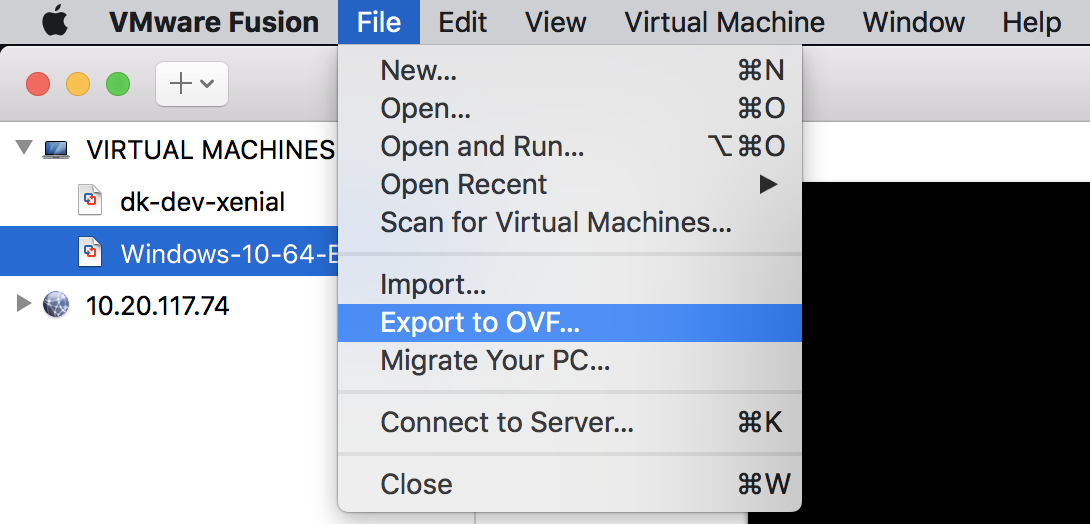 VMware Fusion File Edit View Virtual Machine Window Help
New... ⌘N
Open... ⌘O
Open and Run... ⌥⌘O
Open Recent ▶
Scan for Virtual Machines...
Import...
Export to OVF...
Migrate Your PC...
Connect to Server... ⌘K
Close ⌘W
VIRTUAL MACHINES
dk-dev-xenial
Windows-10-64-E
10.20.117.74